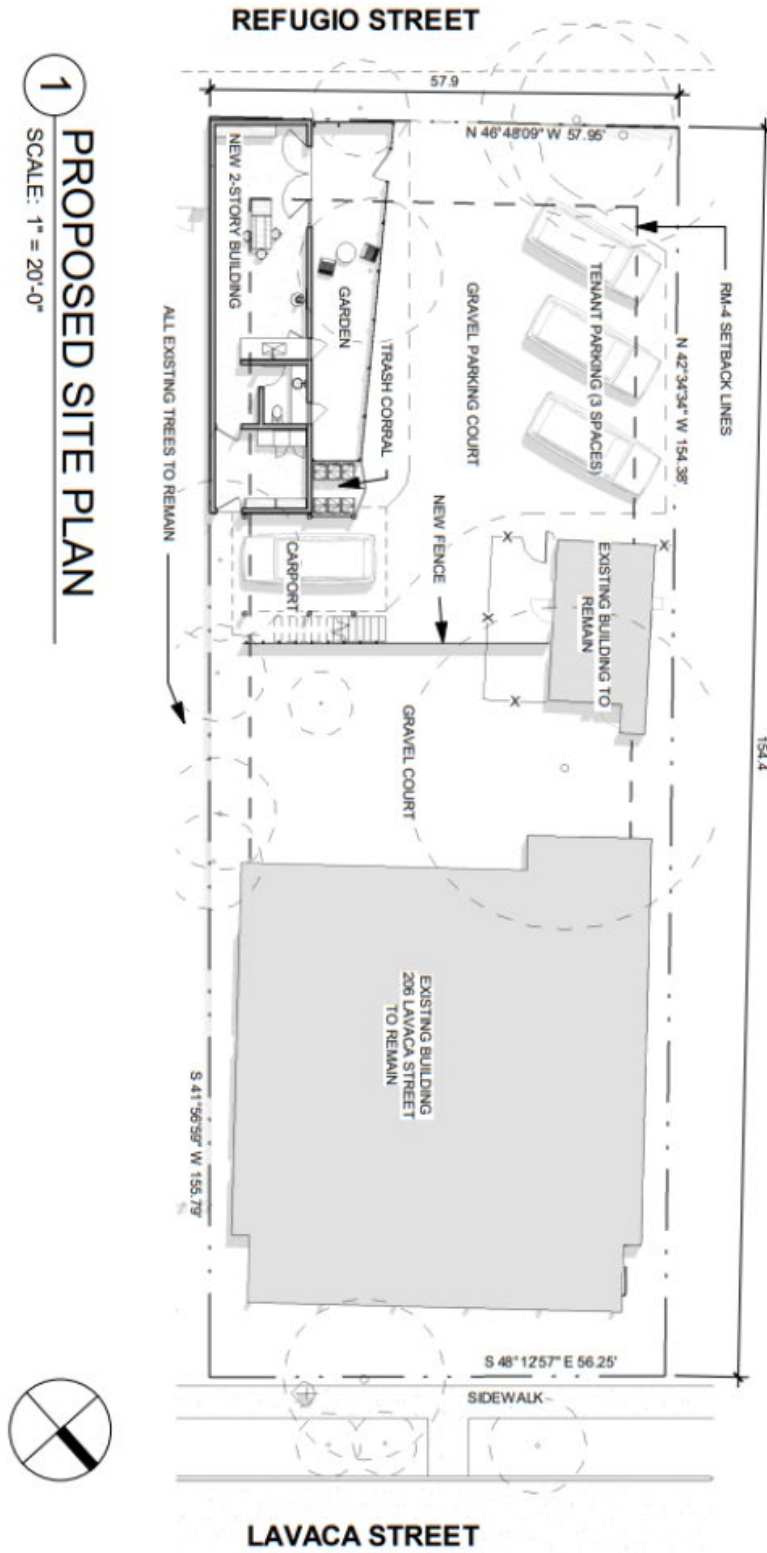 REFUGIO STREET
57.9
N 46°48'09" W 57.95'
1
PROPOSED SITE PLAN
SCALE: 1" = 20'-0"
NEW 2-STORY BUILDING
GARDEN
TRASH CORRAL
GRAVEL PARKING COURT
TENANT PARKING (3 SPACES)
RM-4 SETBACK LINES
N 42°34'34" W 154.38'
154.4
ALL EXISTING TREES TO REMAIN
CARPORT
NEW FENCE
EXISTING BUILDING TO
REMAIN
X
X
X
X
GRAVEL COURT
EXISTING BUILDING
206 LAVACA STREET
TO REMAIN
S 41°56'59" W 155.79'
S 48°12'57" E 56.25'
SIDEWALK
LAVACA STREET